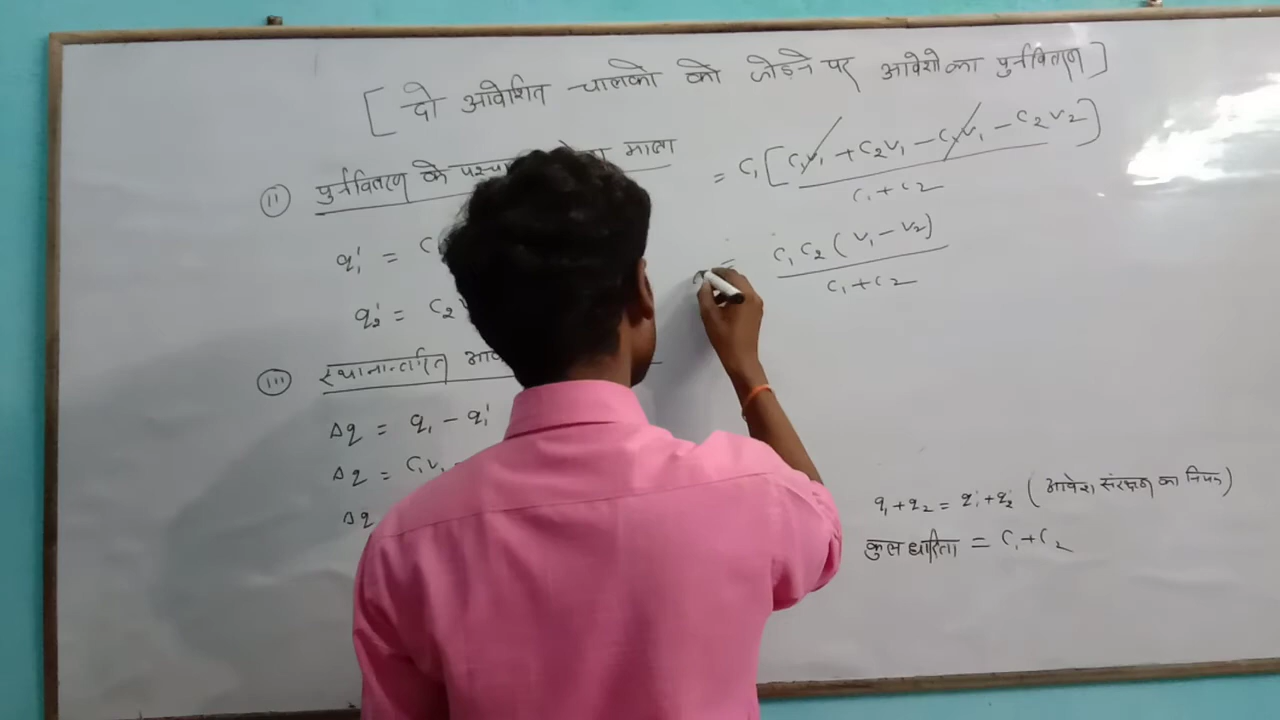 [ दो आवेशित चालको को जोड़ने पर आवेशो का पुर्नवितरण ]
(ii) पुर्नवितरण के पश्चा माला
q₁' = C
q₂' = C₂
(iii) स्थानान्तरित आ
Δq = q₁ - q₁'
Δq = C₁V₁
Δq
= C₁[C₁V₁ + C₂V₁ - C₁V₁ - C₂V₂]
C₁ + C₂
= C₁C₂(V₁ - V₂)
C₁ + C₂
q₁ + q₂ = q₁' + q₂' (आवेश संरक्षण का नियम)
कुल धारिता = C₁ + C₂